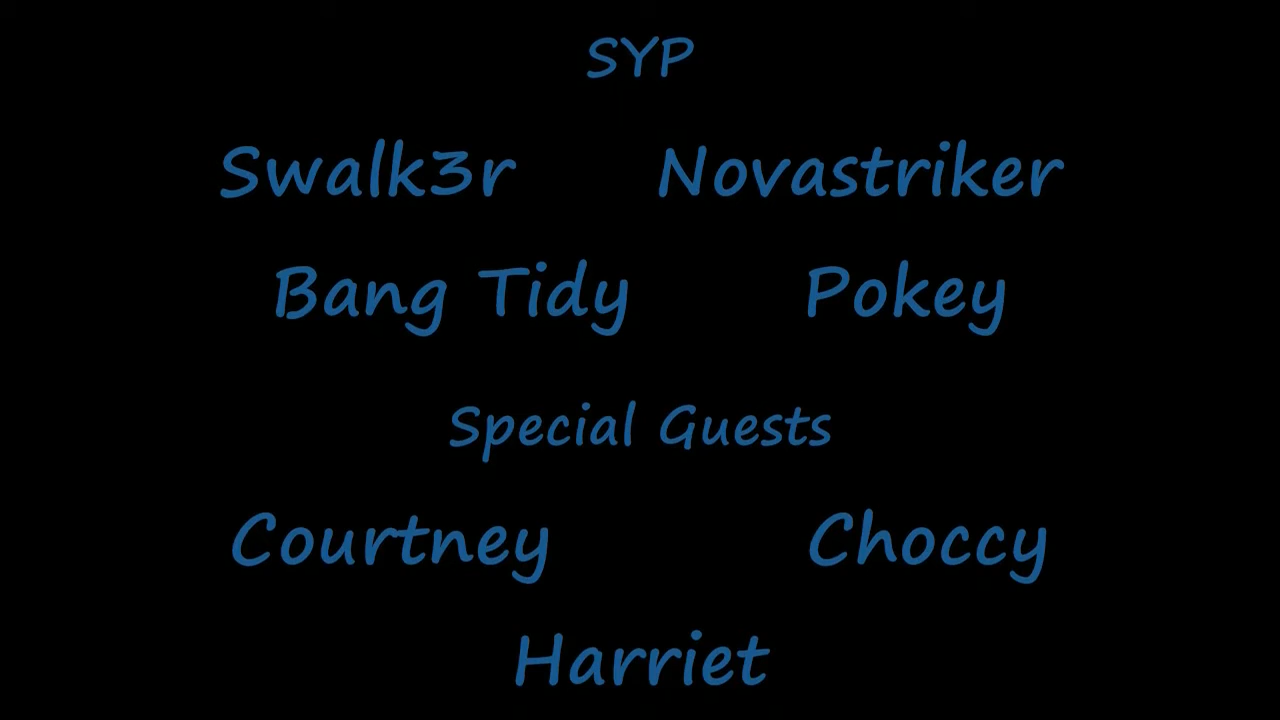 SYP
Swalk3r Novastriker
Bang Tidy Pokey
Special Guests
Courtney Choccy
Harriet